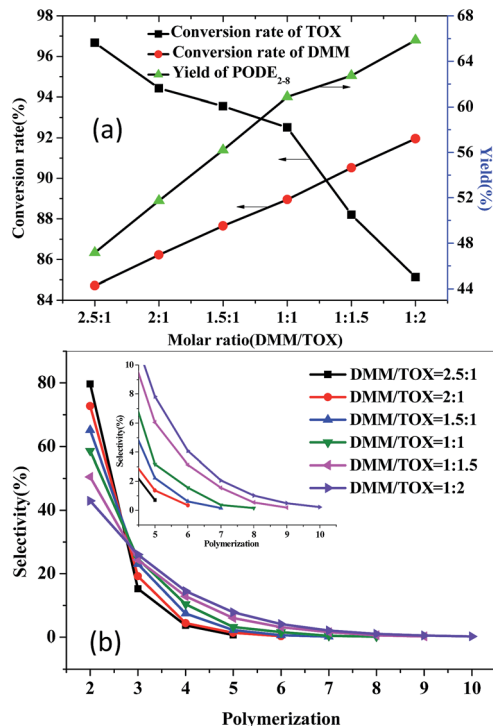 Conversion rate of TOX
Conversion rate of DMM
Yield of PODE2-8
(a)
Conversion rate(%)
98
96
94
92
90
88
86
84
Yield(%)
68
64
60
56
52
48
44
2.5:1 2:1 1.5:1 1:1 1:1.5 1:2
Molar ratio(DMM/TOX)
DMM/TOX=2.5:1
DMM/TOX=2:1
DMM/TOX=1.5:1
DMM/TOX=1:1
DMM/TOX=1:1.5
DMM/TOX=1:2
Selectivity(%)
10
8
6
4
2
0
5 6 7 8 9 10
Polymerization
Selectivity(%)
80
60
40
20
0
(b)
2 3 4 5 6 7 8 9 10
Polymerization